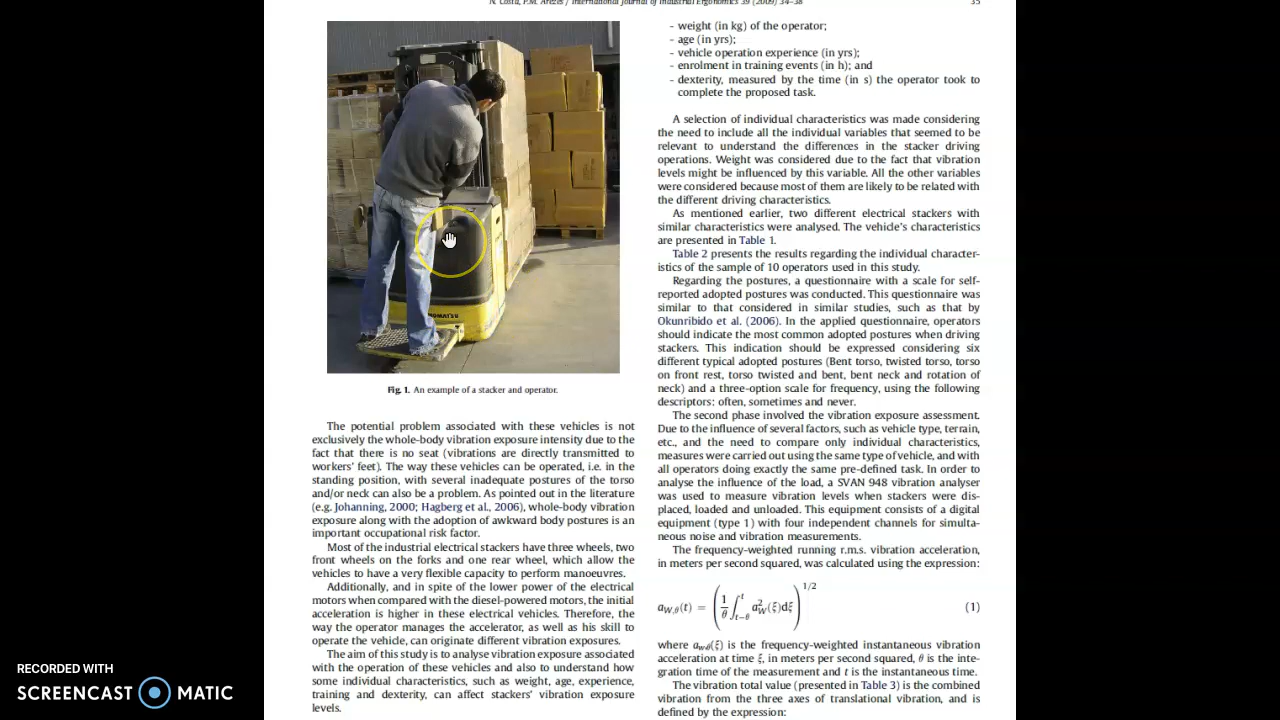 N. Costa, P.M. Arezes / International Journal of Industrial Ergonomics 39 (2009) 34–38
35
KOMATSU
Fig. 1. An example of a stacker and operator.
The potential problem associated with these vehicles is not
exclusively the whole-body vibration exposure intensity due to the
fact that there is no seat (vibrations are directly transmitted to
workers' feet). The way these vehicles can be operated, i.e. in the
standing position, with several inadequate postures of the torso
and/or neck can also be a problem. As pointed out in the literature
(e.g. Johanning, 2000; Hagberg et al., 2006), whole-body vibration
exposure along with the adoption of awkward body postures is an
important occupational risk factor.
Most of the industrial electrical stackers have three wheels, two
front wheels on the forks and one rear wheel, which allow the
vehicles to have a very flexible capacity to perform manoeuvres.
Additionally, and in spite of the lower power of the electrical
motors when compared with the diesel-powered motors, the initial
acceleration is higher in these electrical vehicles. Therefore, the
way the operator manages the accelerator, as well as his skill to
operate the vehicle, can originate different vibration exposures.
The aim of this study is to analyse vibration exposure associated
with the operation of these vehicles and also to understand how
some individual characteristics, such as weight, age, experience,
training and dexterity, can affect stackers' vibration exposure
levels.
- weight (in kg) of the operator;
- age (in yrs);
- vehicle operation experience (in yrs);
- enrolment in training events (in h); and
- dexterity, measured by the time (in s) the operator took to
complete the proposed task.
A selection of individual characteristics was made considering
the need to include all the individual variables that seemed to be
relevant to understand the differences in the stacker driving
operations. Weight was considered due to the fact that vibration
levels might be influenced by this variable. All the other variables
were considered because most of them are likely to be related with
the different driving characteristics.
As mentioned earlier, two different electrical stackers with
similar characteristics were analysed. The vehicle's characteristics
are presented in Table 1.
Table 2 presents the results regarding the individual character-
istics of the sample of 10 operators used in this study.
Regarding the postures, a questionnaire with a scale for self-
reported adopted postures was conducted. This questionnaire was
similar to that considered in similar studies, such as that by
Okunribido et al. (2006). In the applied questionnaire, operators
should indicate the most common adopted postures when driving
stackers. This indication should be expressed considering six
different typical adopted postures (Bent torso, twisted torso, torso
on front rest, torso twisted and bent, bent neck and rotation of
neck) and a three-option scale for frequency, using the following
descriptors: often, sometimes and never.
The second phase involved the vibration exposure assessment.
Due to the influence of several factors, such as vehicle type, terrain,
etc., and the need to compare only individual characteristics,
measures were carried out using the same type of vehicle, and with
all operators doing exactly the same pre-defined task. In order to
analyse the influence of the load, a SVAN 948 vibration analyser
was used to measure vibration levels when stackers were dis-
placed, loaded and unloaded. This equipment consists of a digital
equipment (type 1) with four independent channels for simulta-
neous noise and vibration measurements.
The frequency-weighted running r.m.s. vibration acceleration,
in meters per second squared, was calculated using the expression:
a_{W,θ}(t) = (1/θ ∫_{t−θ}^{t} a_W^2(ξ)dξ)^{1/2} (1)
where a_{wθ}(ξ) is the frequency-weighted instantaneous vibration
acceleration at time ξ, in meters per second squared, θ is the inte-
gration time of the measurement and t is the instantaneous time.
The vibration total value (presented in Table 3) is the combined
vibration from the three axes of translational vibration, and is
defined by the expression:
RECORDED WITH
SCREENCAST MATIC